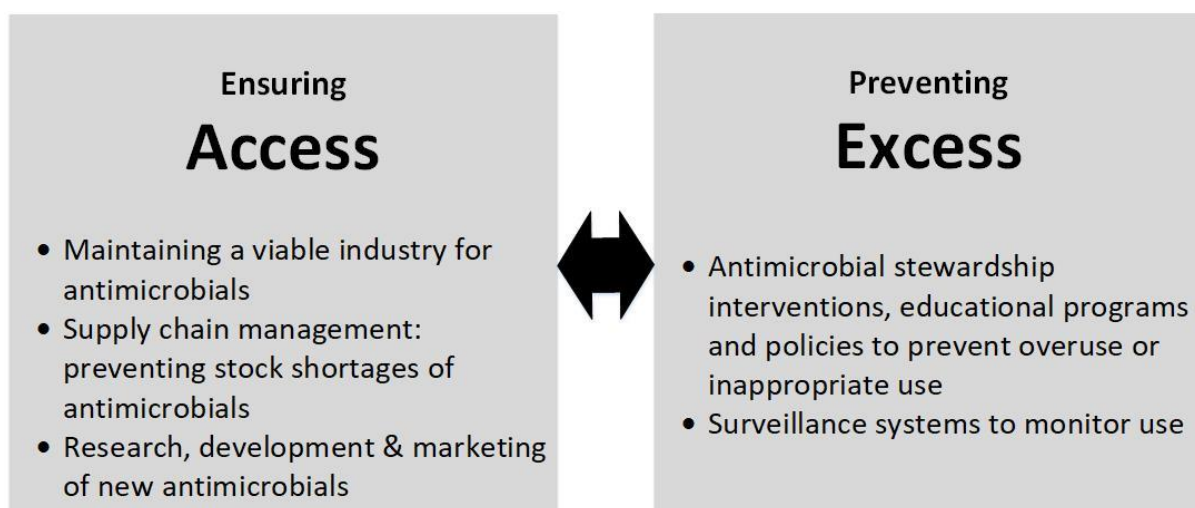 Ensuring
Access
• Maintaining a viable industry for
antimicrobials
• Supply chain management:
preventing stock shortages of
antimicrobials
• Research, development & marketing
of new antimicrobials
Preventing
Excess
• Antimicrobial stewardship
interventions, educational programs
and policies to prevent overuse or
inappropriate use
• Surveillance systems to monitor use